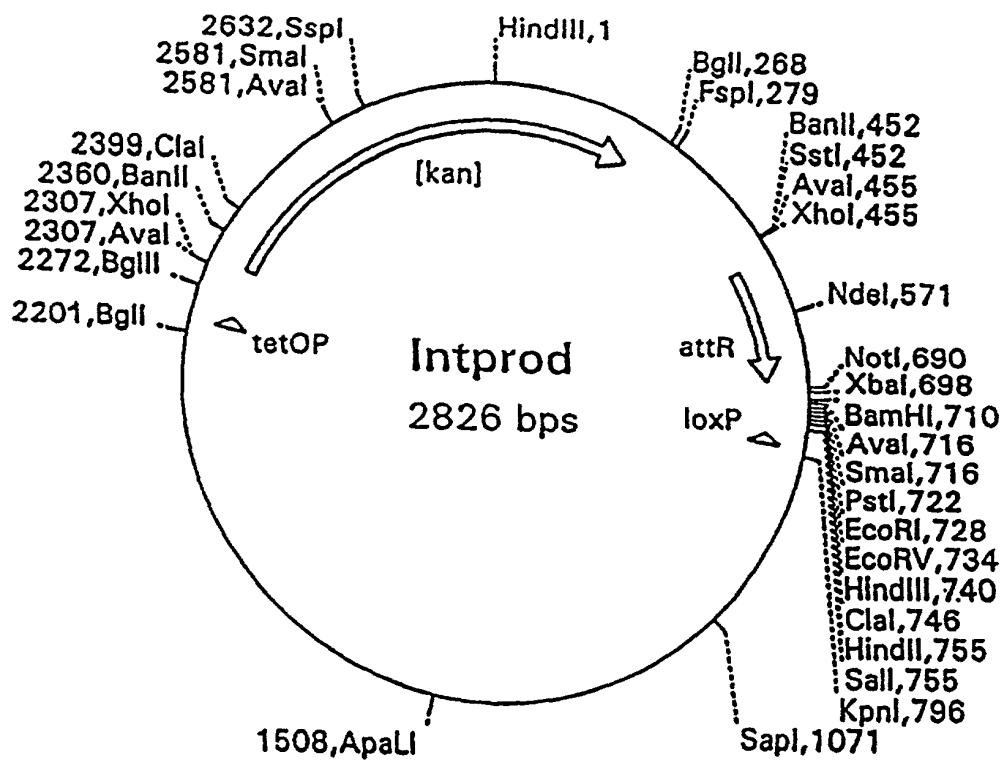 2632,SspI
2581,SmaI
2581,AvaI
2399,ClaI
2360,BanII
2307,XhoI
2307,AvaI
2272,BglII
2201,BglI
HindIII,1
BglI,268
FspI,279
BanII,452
SstI,452
AvaI,455
XhoI,455
NdeI,571
NotI,690
XbaI,698
BamHI,710
AvaI,716
SmaI,716
PstI,722
EcoRI,728
EcoRV,734
HindIII,740
ClaI,746
HindII,755
SalI,755
KpnI,796
SapI,1071
1508,ApaLI
[kan]
tetOP
attR
loxP
Intprod
2826 bps